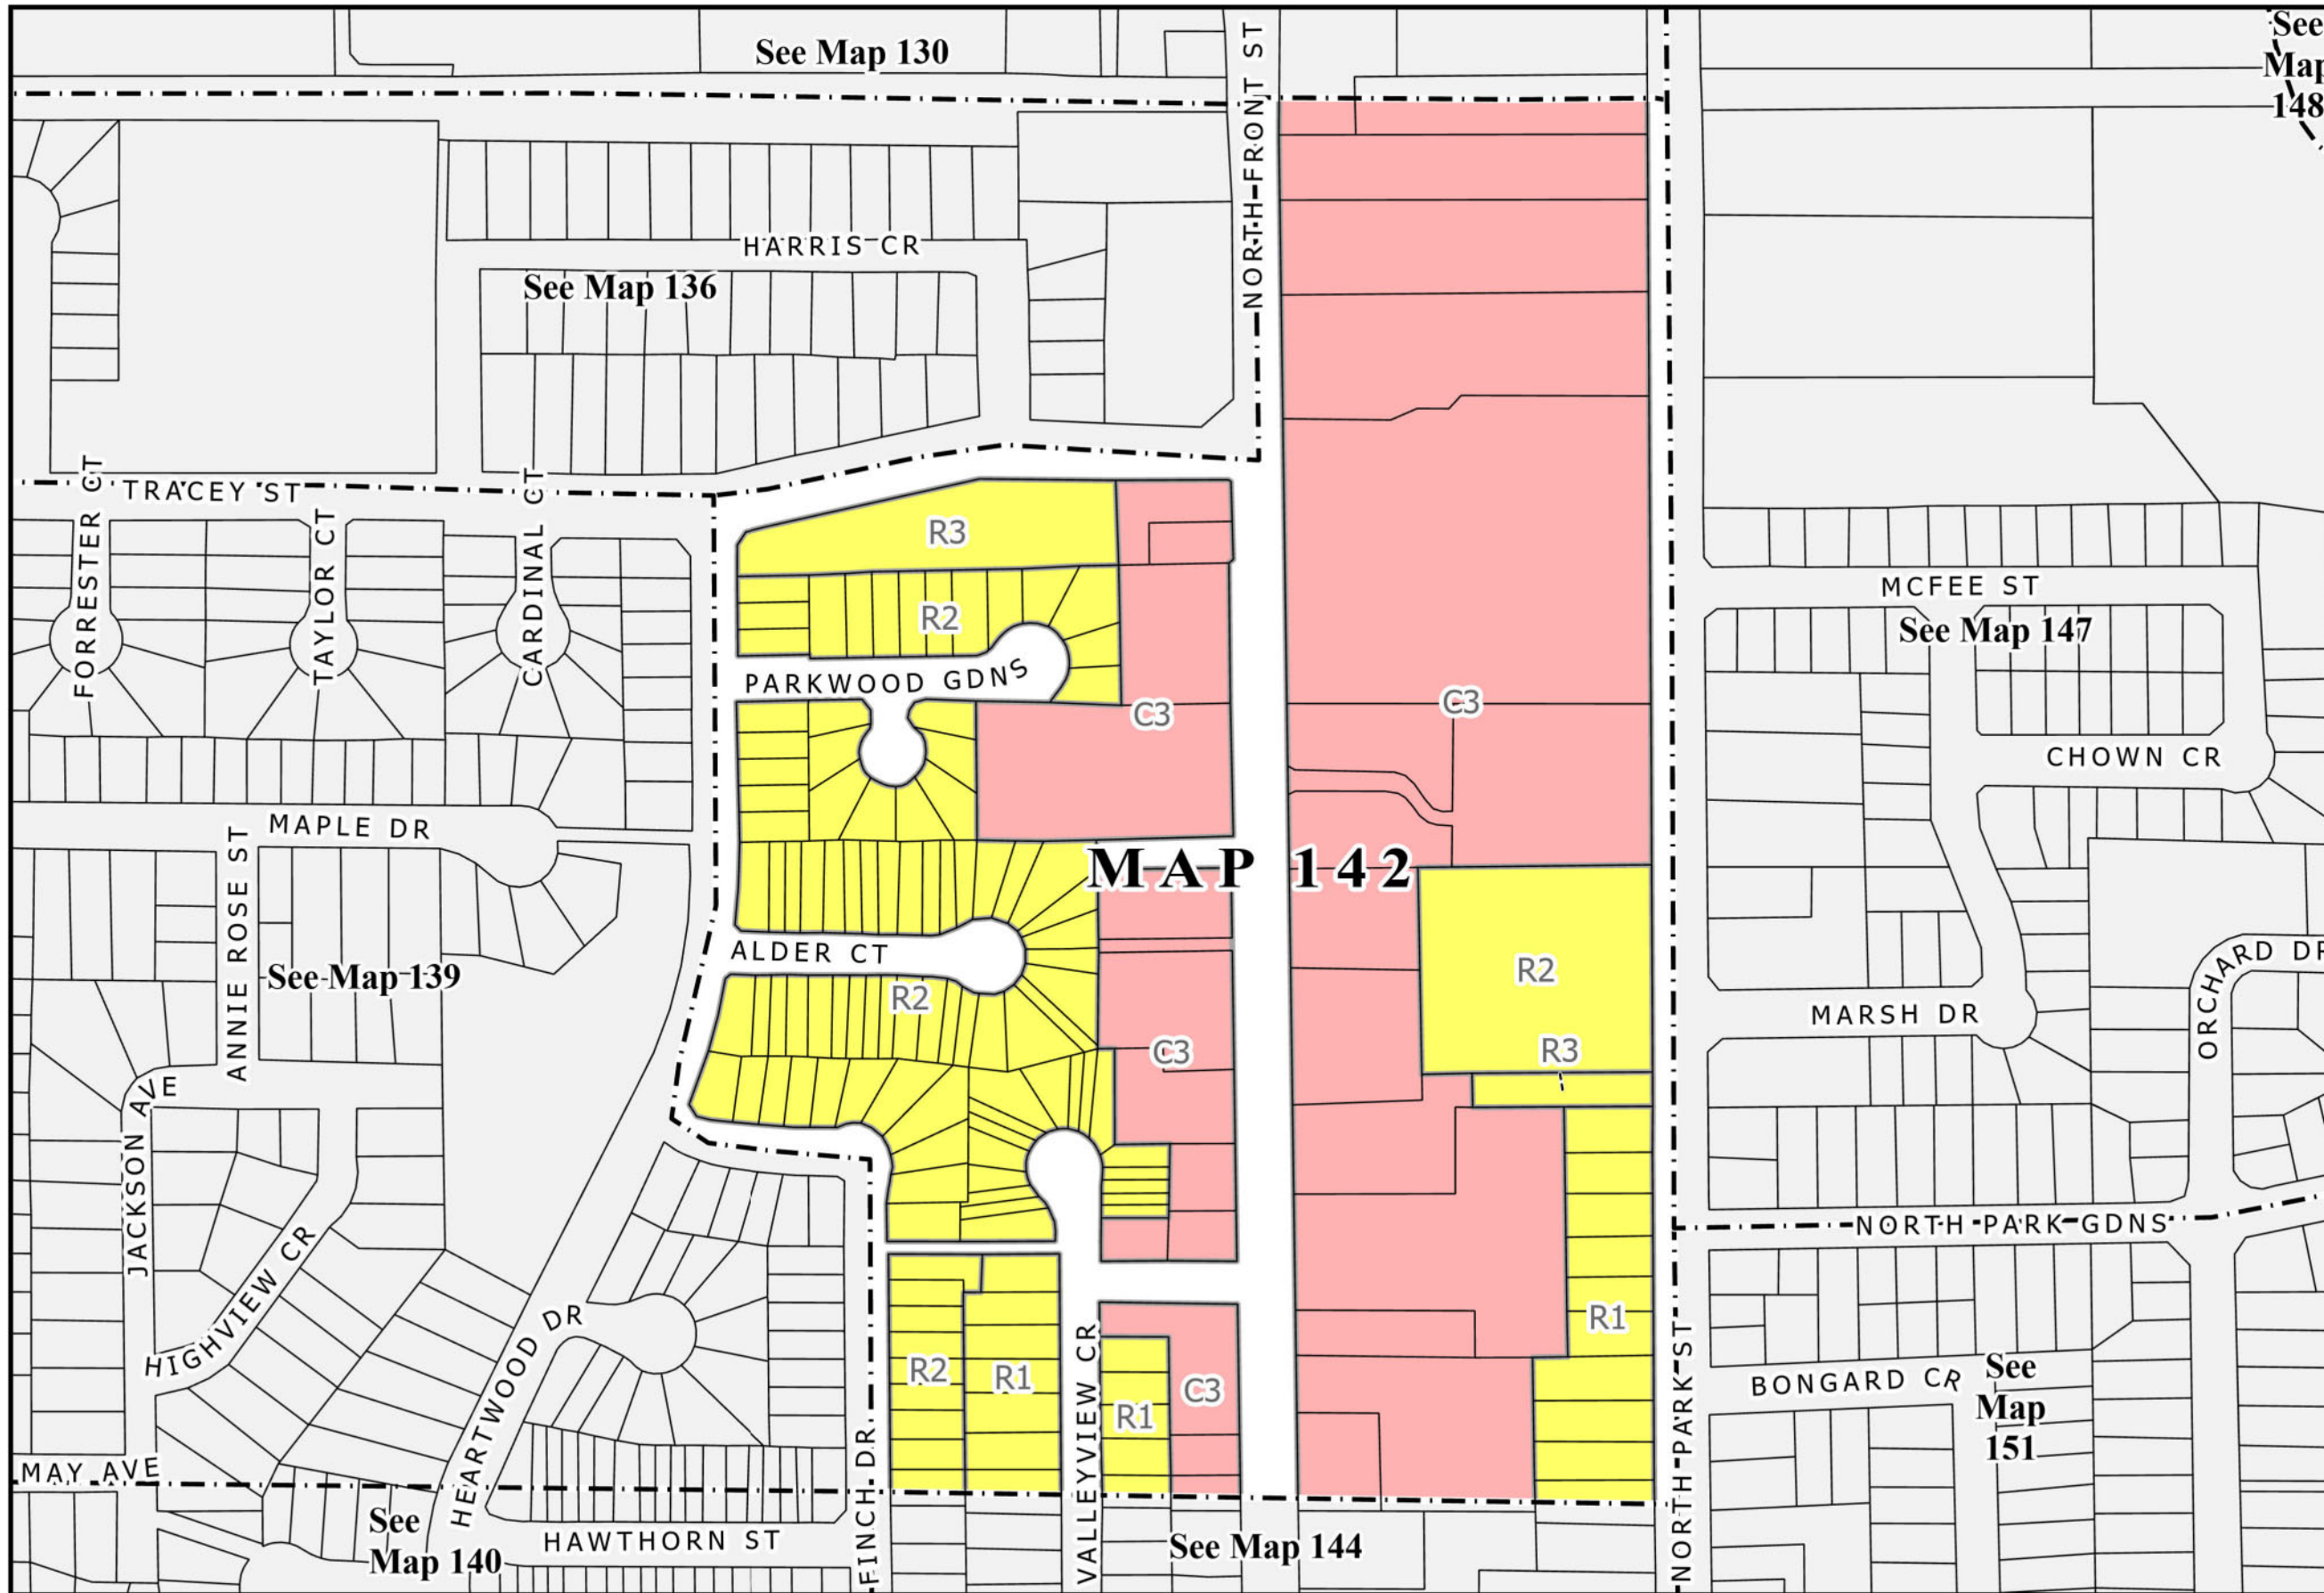 See Map 130
See
Map
148
NORTH FRONT ST
HARRIS CR
See Map 136
TRACEY ST
FORRESTER CT
TAYLOR CT
CARDINAL CT
R3
R2
PARKWOOD GDNS
C3
C3
MCFEE ST
See Map 147
CHOWN CR
MAPLE DR
ANNIE ROSE ST
MAP 142
See Map 139
ALDER CT
R2
C3
R2
R3
MARSH DR
ORCHARD DR
JACKSON AVE
HIGHVIEW CR
NORTH PARK GDNS
HEARTWOOD DR
R2
R1
VALLEYVIEW CR
R1
C3
R1
NORTH PARK ST
BONGARD CR
See
Map
151
MAY AVE
See
Map 140
HAWTHORN ST
FINCH DR
See Map 144